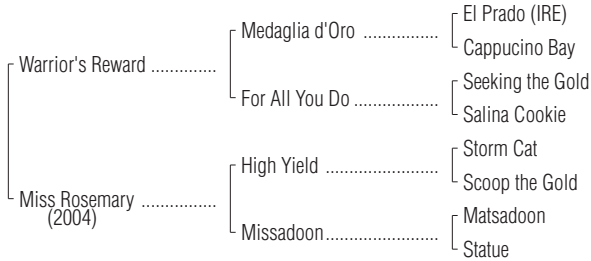 El Prado (IRE)
Medaglia d'Oro ................
Cappucino Bay
Warrior's Reward ..............
Seeking the Gold
For All You Do ..................
Salina Cookie
Storm Cat
High Yield ........................
Scoop the Gold
Miss Rosemary ................
(2004)
Matsadoon
Missadoon........................
Statue